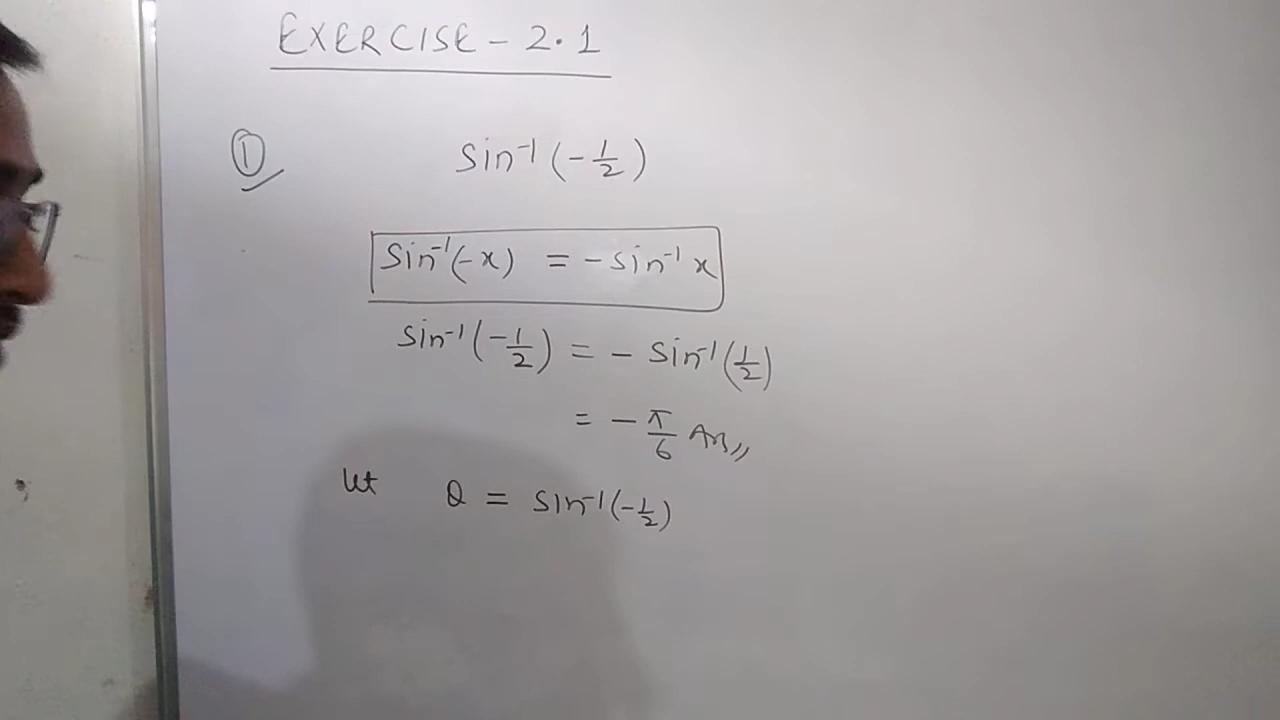 EXERCISE - 2.1
① sin⁻¹(-1/2)
sin⁻¹(-x) = -sin⁻¹ x
sin⁻¹(-1/2) = - sin⁻¹(1/2)
= - π/6 Ans,,
let θ = sin⁻¹(-1/2)